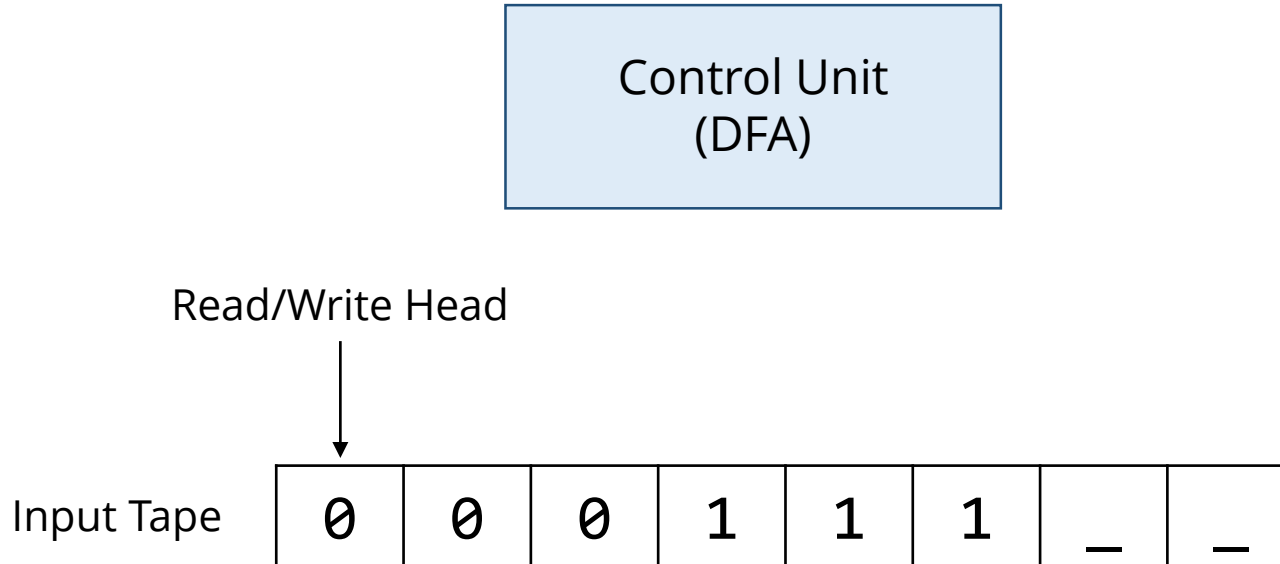 Control Unit
(DFA)
Read/Write Head
Input Tape 0 0 0 1 1 1 _ _